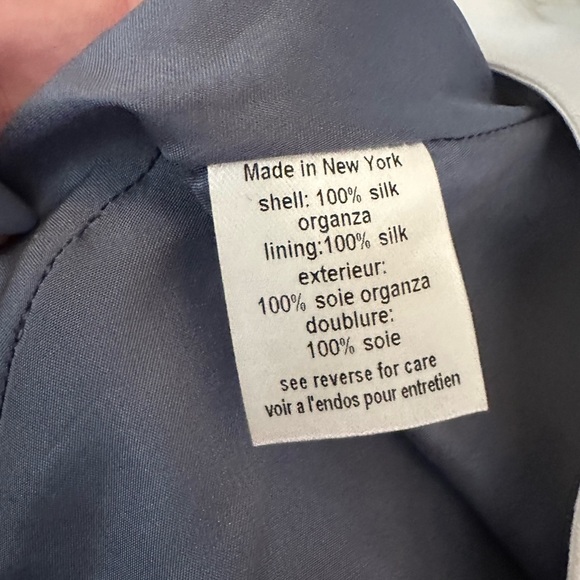 Made in New York
shell: 100% silk
organza
lining:100% silk
exterieur:
100% soie organza
doublure:
100% soie
see reverse for care
voir a l'endos pour entretien